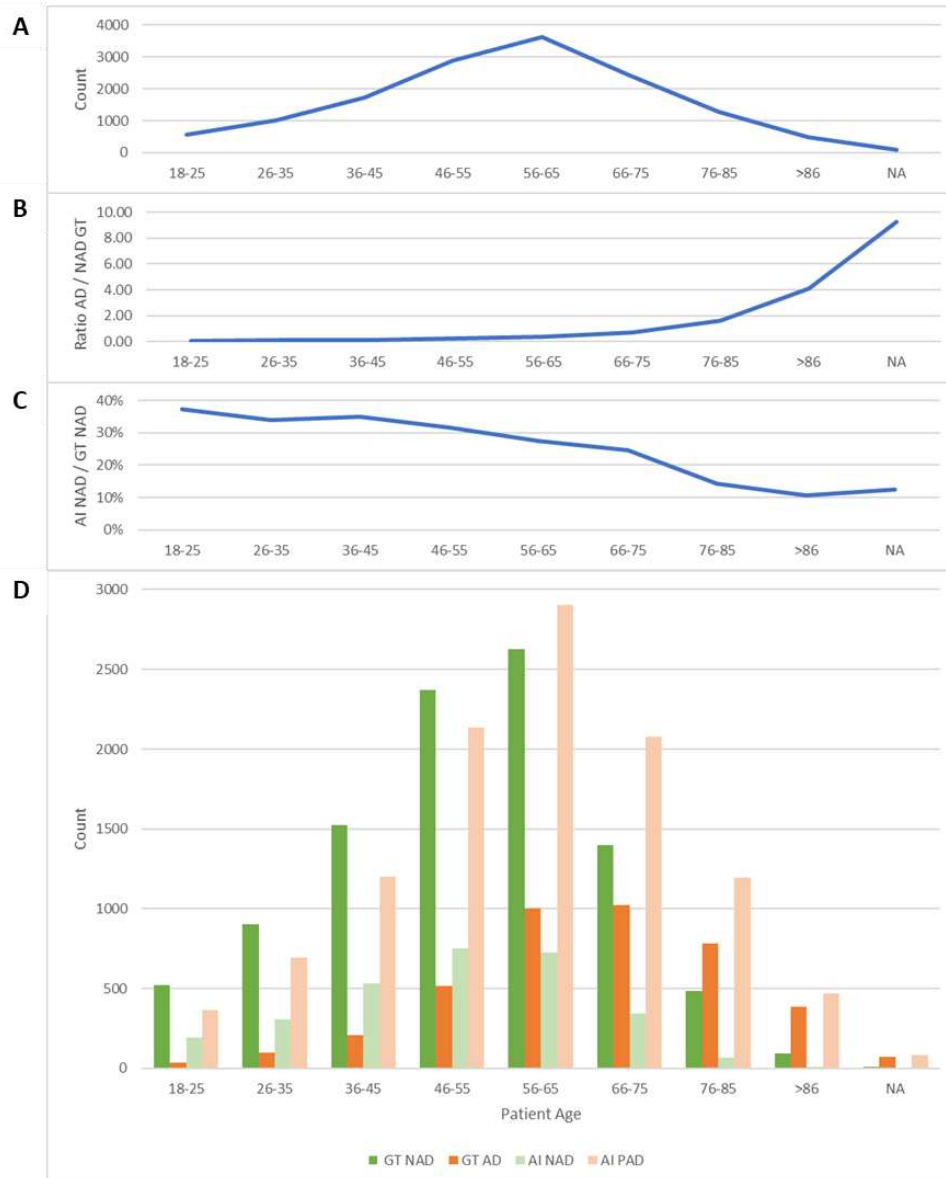 A
4000
3000
2000
1000
0
Count
18-25 26-35 36-45 46-55 56-65 66-75 76-85 >86 NA
B
10.00
8.00
6.00
4.00
2.00
0.00
Ratio AD / NAD GT
18-25 26-35 36-45 46-55 56-65 66-75 76-85 >86 NA
C
40%
30%
20%
10%
0%
AI NAD / GT NAD
18-25 26-35 36-45 46-55 56-65 66-75 76-85 >86 NA
D
3000
2500
2000
1500
1000
500
0
Count
18-25 26-35 36-45 46-55 56-65 66-75 76-85 >86 NA
Patient Age
GT NAD GT AD AI NAD AI PAD